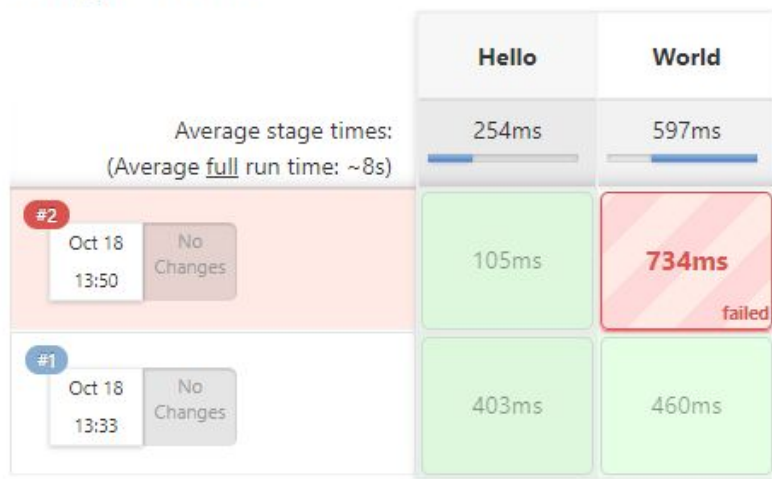 Hello World
Average stage times: 254ms 597ms
(Average full run time: ~8s)
#2
Oct 18 No
13:50 Changes
105ms 734ms
failed
#1
Oct 18 No
13:33 Changes
403ms 460ms